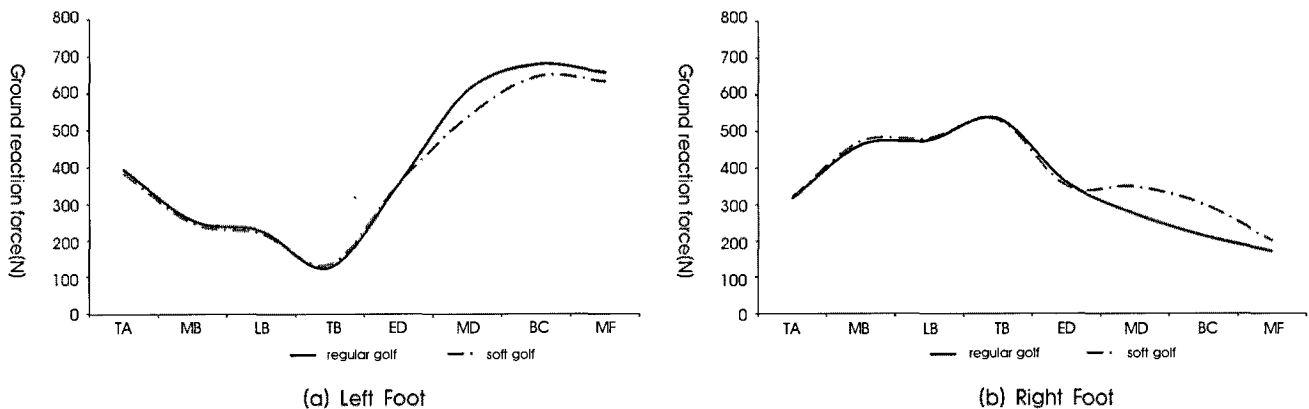 Ground reaction force(N)
800
700
600
500
400
300
200
100
0
TA MB LB TB ED MD BC MF
regular golf soft golf
(a) Left Foot
Ground reaction force(N)
800
700
600
500
400
300
200
100
0
TA MB LB TB ED MD BC MF
regular golf soft golf
(b) Right Foot